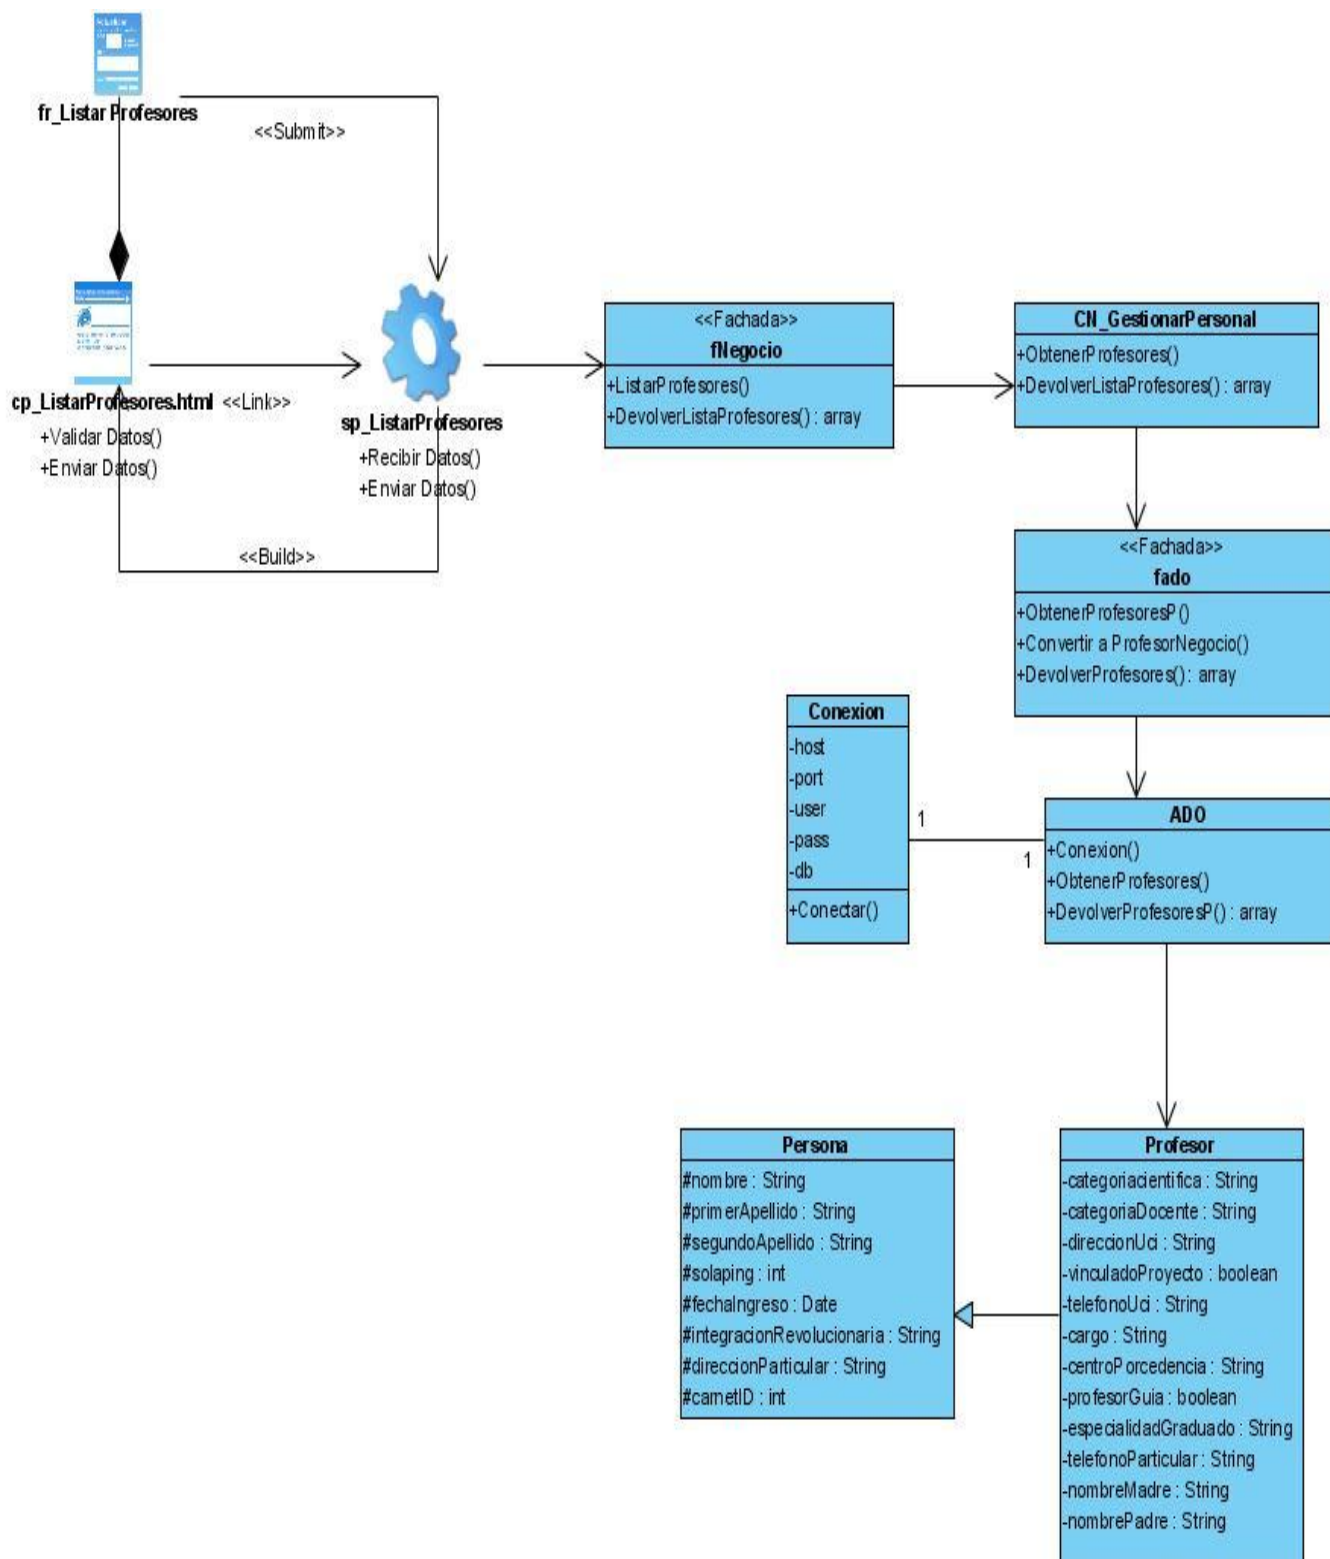 fr_Listar Profesores
<<Submit>>
cp_ListarProfesores.html
<<Link>>
+Validar Datos()
+Enviar Datos()
sp_ListarProfesores
+Recibir Datos()
+Enviar Datos()
<<Build>>
<<Fachada>>
fNegocio
+ListarProfesores()
+DevolverListaProfesores() : array
CN_GestionarPersonal
+ObtenerProfesores()
+DevolverListaProfesores() : array
<<Fachada>>
fado
+ObtenerProfesoresP()
+Convertir a ProfesorNegocio()
+DevolverProfesores() : array
Conexion
-host
-port
-user
-pass
-db
+Conectar()
1
1
ADO
+Conexion()
+ObtenerProfesores()
+DevolverProfesoresP() : array
Persona
#nombre : String
#primerApellido : String
#segundoApellido : String
#solaping : int
#fechaIngreso : Date
#integracionRevolucionaria : String
#direccionParticular : String
#carnetID : int
Profesor
-categoriacientifica : String
-categoriaDocente : String
-direccionUci : String
-vinculadoProyecto : boolean
-telefonoUci : String
-cargo : String
-centroPorcedencia : String
-profesorGuia : boolean
-especialidadGraduado : String
-telefonoParticular : String
-nombreMadre : String
-nombrePadre : String